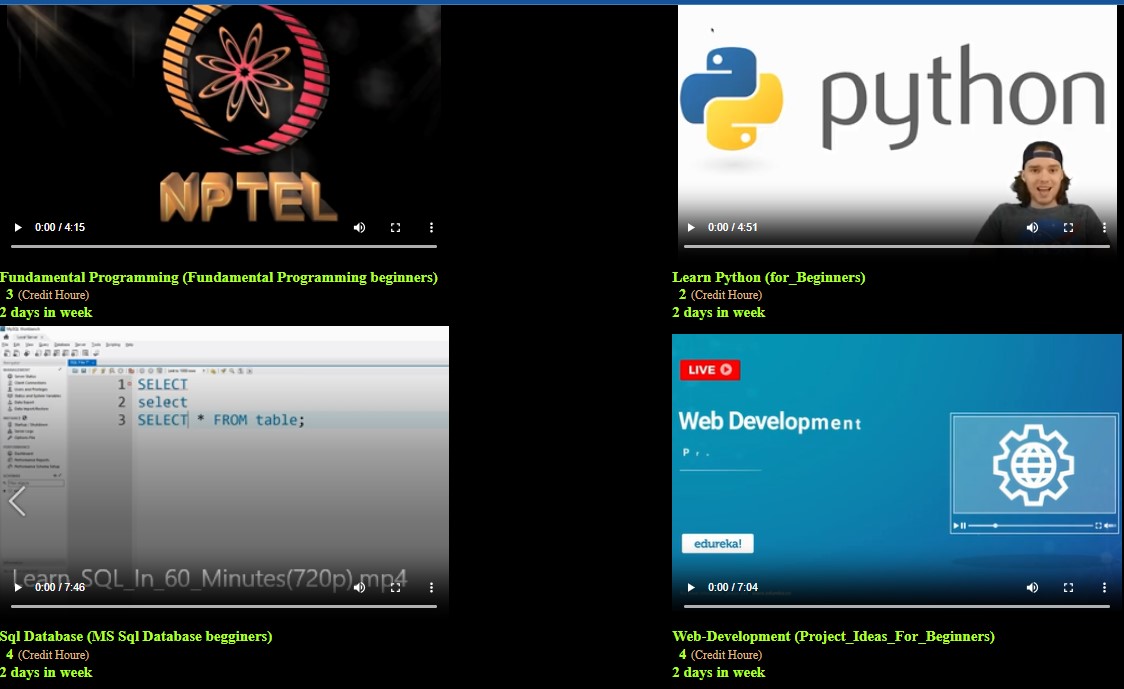 NPTEL
0:00 / 4:15
python
0:00 / 4:51
Fundamental Programming (Fundamental Programming beginners)
3 (Credit Houre)
2 days in week
Learn Python (for_Beginners)
2 (Credit Houre)
2 days in week
1 SELECT
2 select
3 SELECT * FROM table;
Learn_SQL_In_60_Minutes(720p).mp4
0:00 / 7:46
LIVE
Web Development
Pr.
edureka!
0:00 / 7:04
Sql Database (MS Sql Database begginers)
4 (Credit Houre)
2 days in week
Web-Development (Project_Ideas_For_Beginners)
4 (Credit Houre)
2 days in week